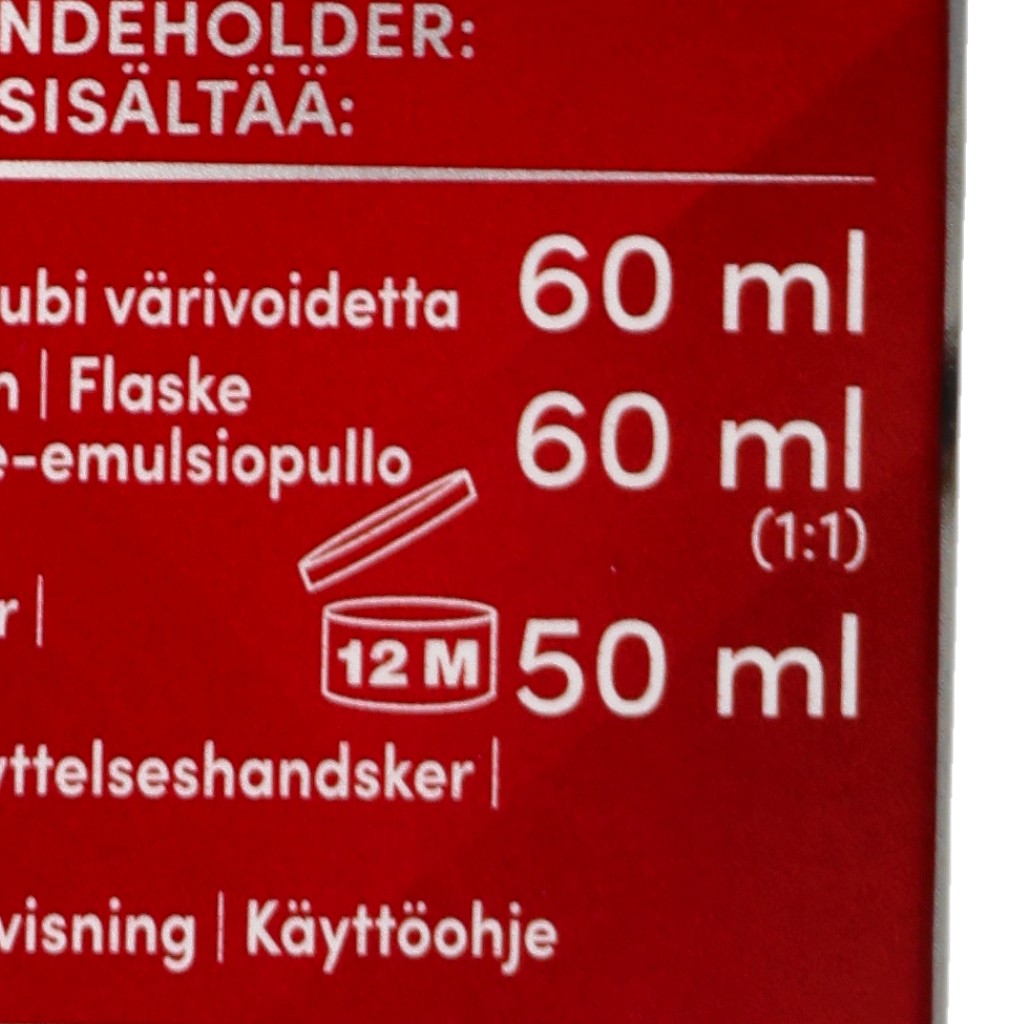 NDEHOLDER:
SISÄLTÄÄ:
ubi värivoidetta 60 ml
| Flaske
e-emulsiopullo 60 ml
(1:1)
r |
12 M 50 ml
yttelseshandsker |
visning | Käyttöohje